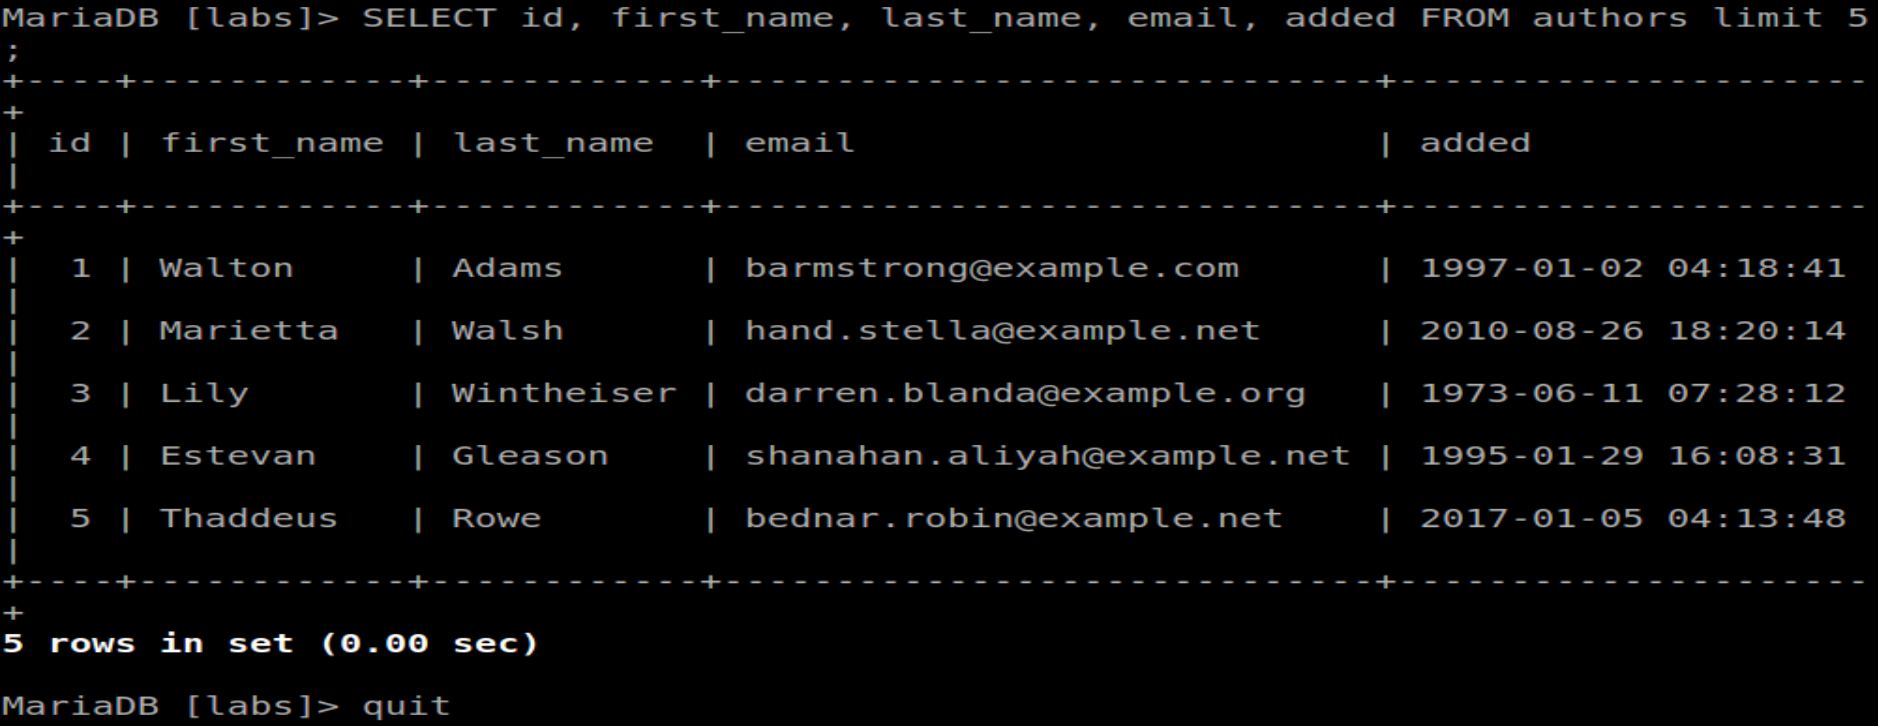 MariaDB [labs]> SELECT id, first_name, last_name, email, added FROM authors limit 5
;
+----+------------+------------+-----------------------------+---------------------
+
| id | first_name | last_name  | email                       | added
|
+----+------------+------------+-----------------------------+---------------------
+
|  1 | Walton     | Adams      | barmstrong@example.com      | 1997-01-02 04:18:41
|
|  2 | Marietta   | Walsh      | hand.stella@example.net     | 2010-08-26 18:20:14
|
|  3 | Lily       | Wintheiser | darren.blanda@example.org   | 1973-06-11 07:28:12
|
|  4 | Estevan    | Gleason    | shanahan.aliyah@example.net | 1995-01-29 16:08:31
|
|  5 | Thaddeus   | Rowe       | bednar.robin@example.net    | 2017-01-05 04:13:48
|
+----+------------+------------+-----------------------------+---------------------
+
5 rows in set (0.00 sec)
MariaDB [labs]> quit